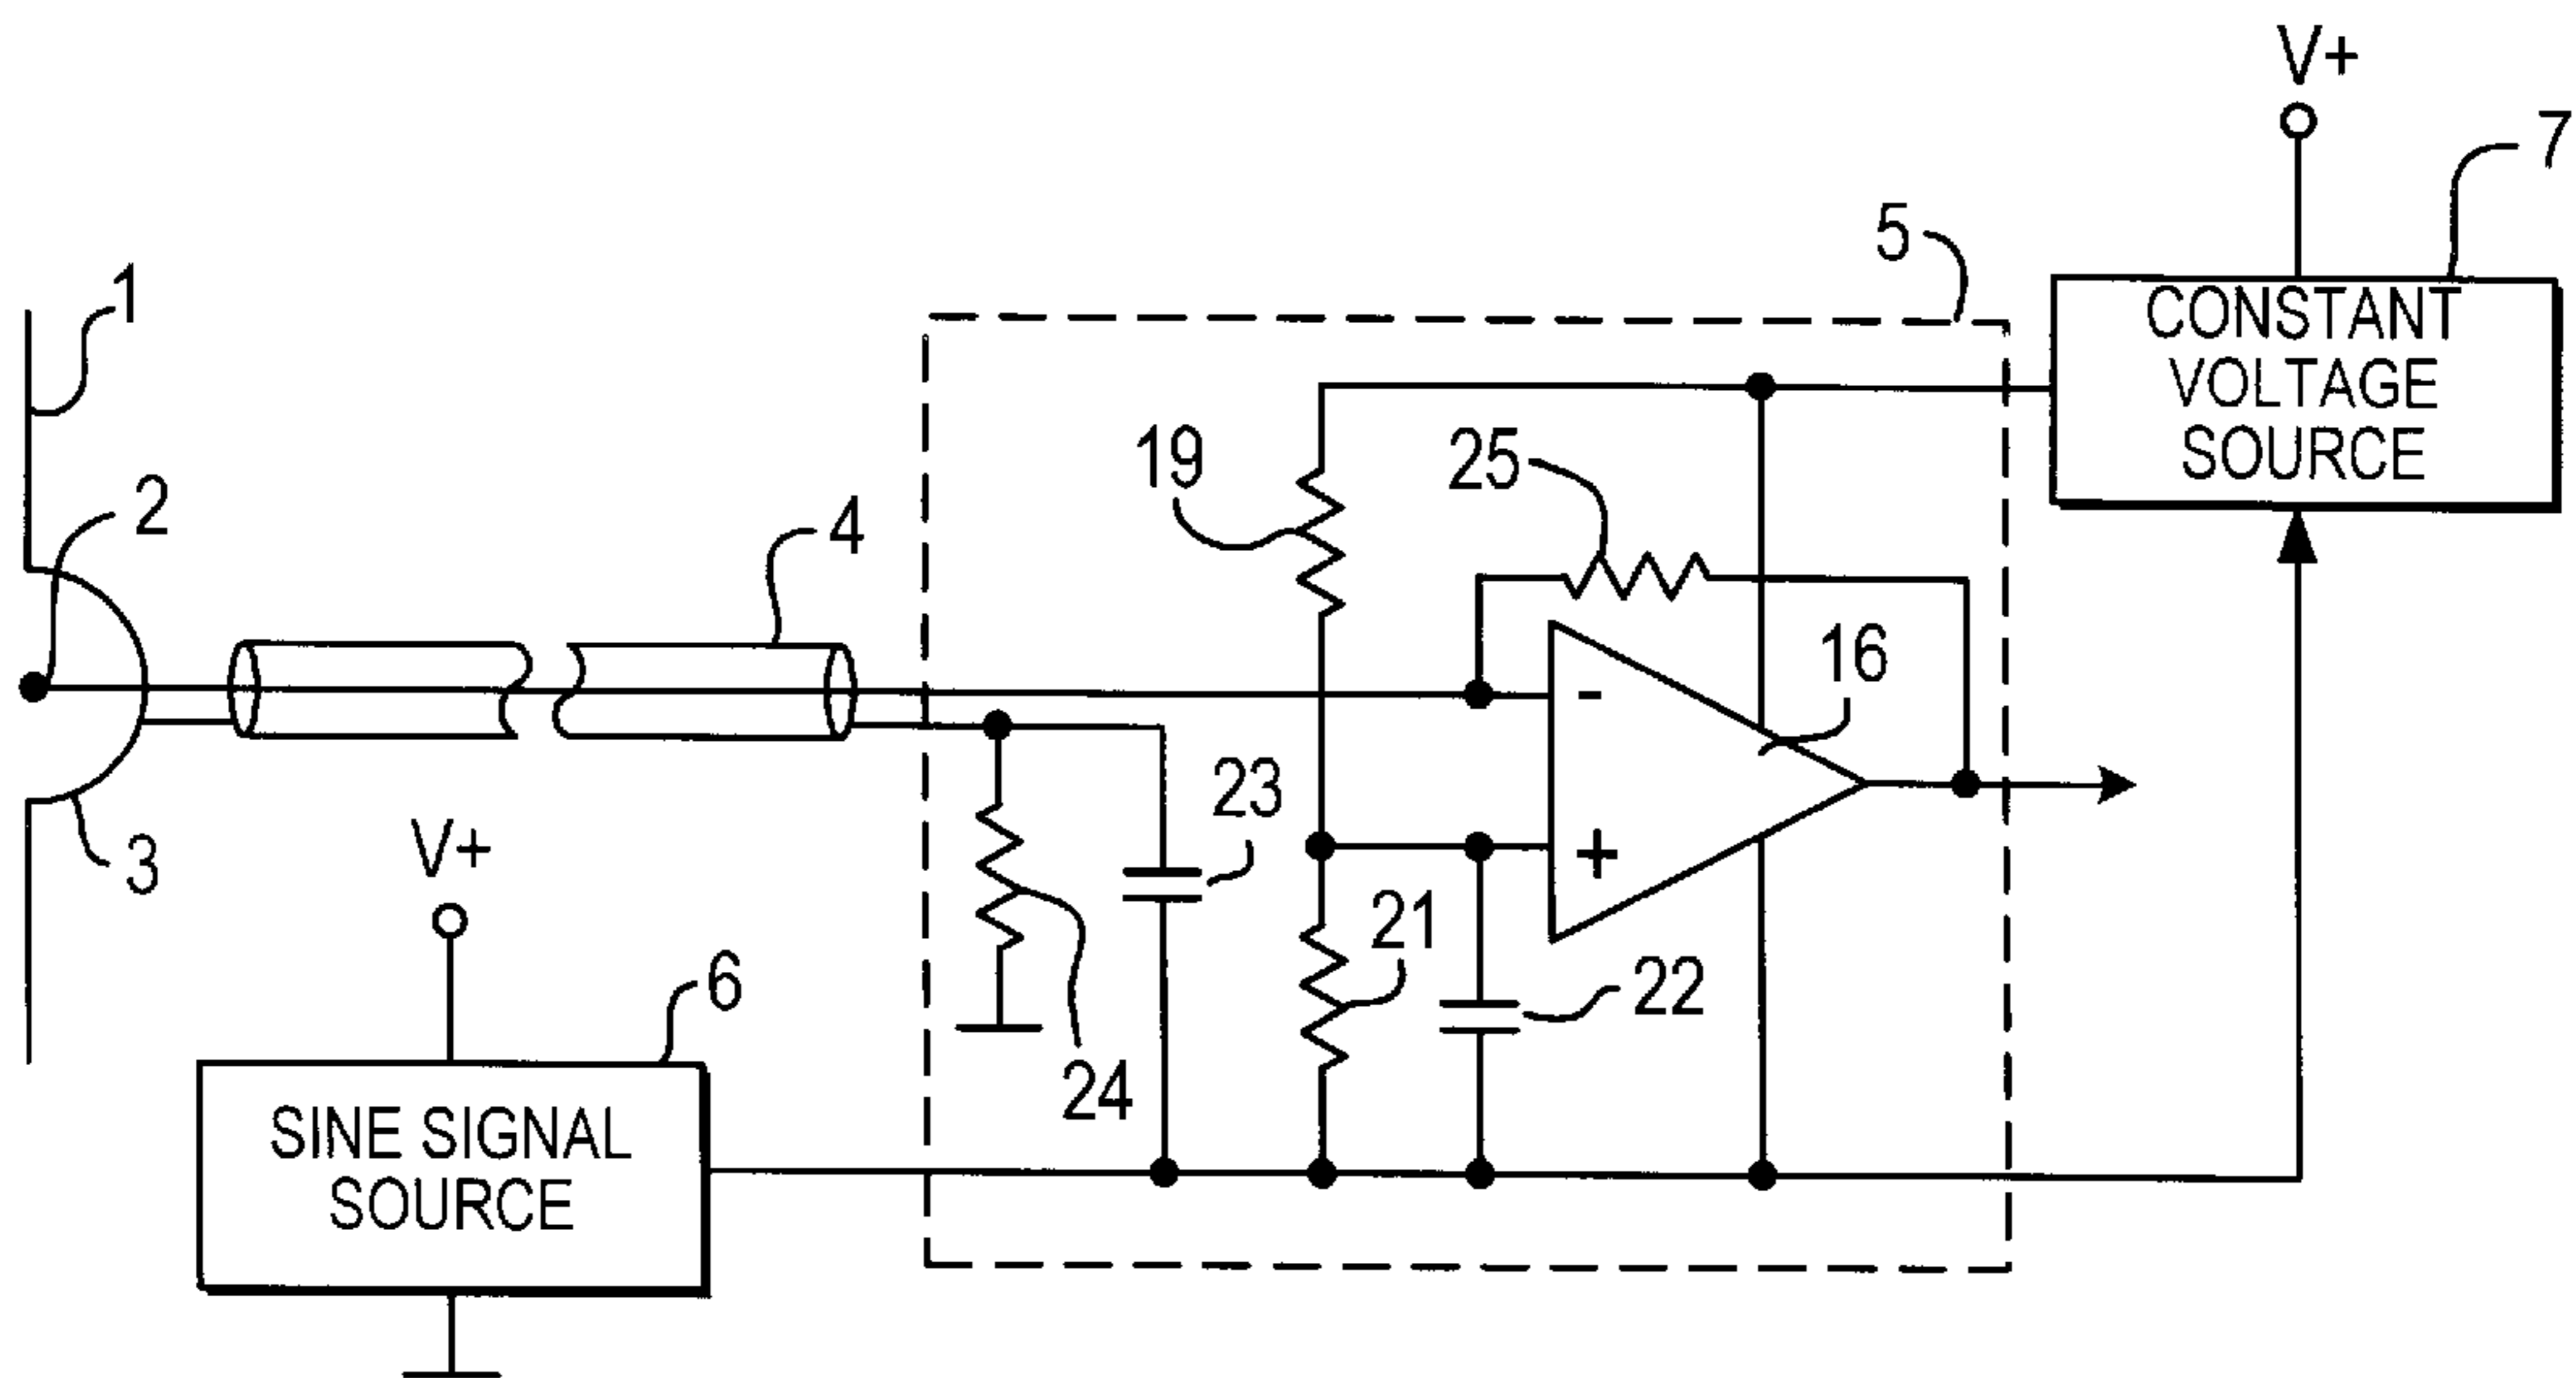 V+
7
5
1
CONSTANT
VOLTAGE
SOURCE
19
25
2
4
16
-
23
V+
3
+
21
6
22
24
SINE SIGNAL
SOURCE